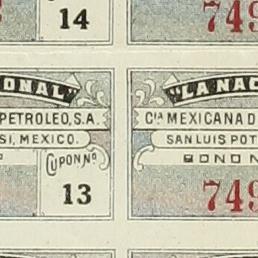 14
749
ONAL"
"LA NAC
PETROLEO, S.A.
CIA MEXICANA D
SI, MEXICO.
SAN LUIS POT
CUPON Nº
BONO N
13
749